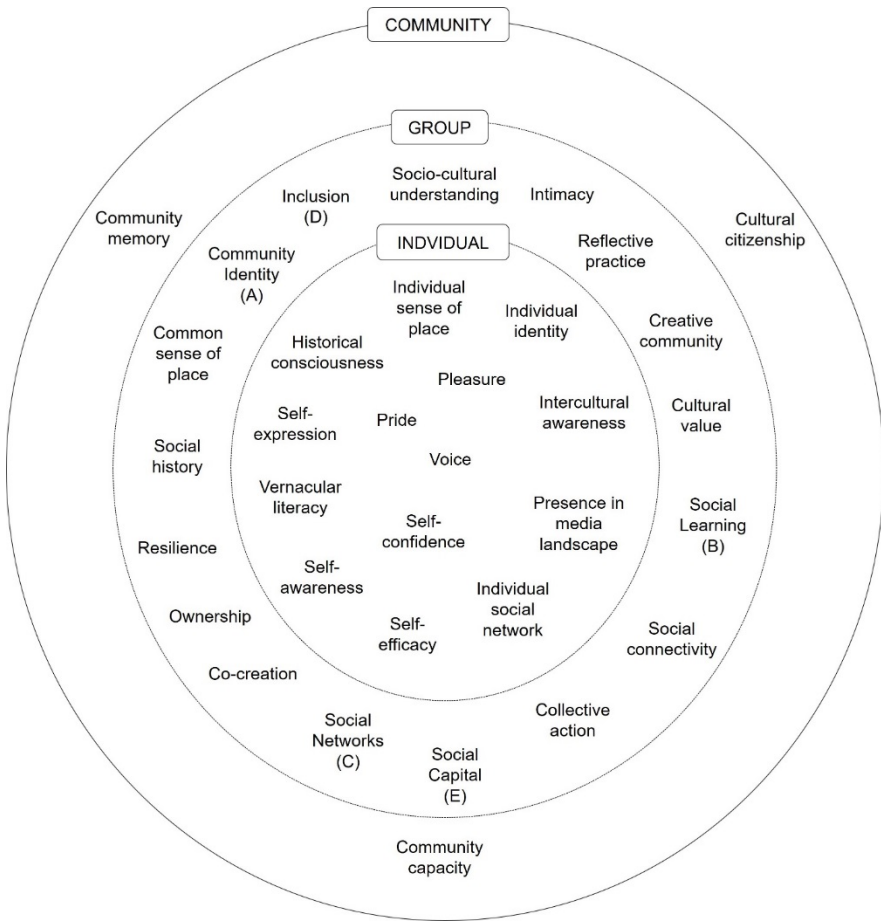 COMMUNITY
GROUP
Socio-cultural
understanding
Inclusion
(D)
Intimacy
Community
memory
Cultural
citizenship
INDVIDUAL
Reflective
practice
Community
Identity
(A)
Individual
sense of
place
Individual
identity
Creative
community
Common
sense of
place
Historical
consciousness
Pleasure
Intercultural
awareness
Cultural
value
Self-
expression
Pride
Social
history
Voice
Vernacular
literacy
Presence in
media
landscape
Social
Learning
(B)
Self-
confidence
Resilience
Self-
awareness
Individual
social
network
Ownership
Self-
efficacy
Social
connectivity
Co-creation
Collective
action
Social
Networks
(C)
Social
Capital
(E)
Community
capacity